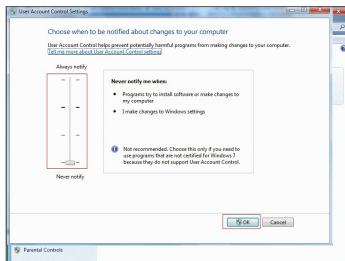 User Account Control Settings
Choose when to be notified about changes to your computer
User Account Control helps prevent potentially harmful programs from making changes to your computer.
Tell me more about User Account Control settings
Always notify
Never notify me when:
• Programs try to install software or make changes to
my computer
• I make changes to Windows settings
Not recommended. Choose this only if you need to
use programs that are not certified for Windows 7
because they do not support User Account Control.
Never notify
OK
Cancel
Parental Controls